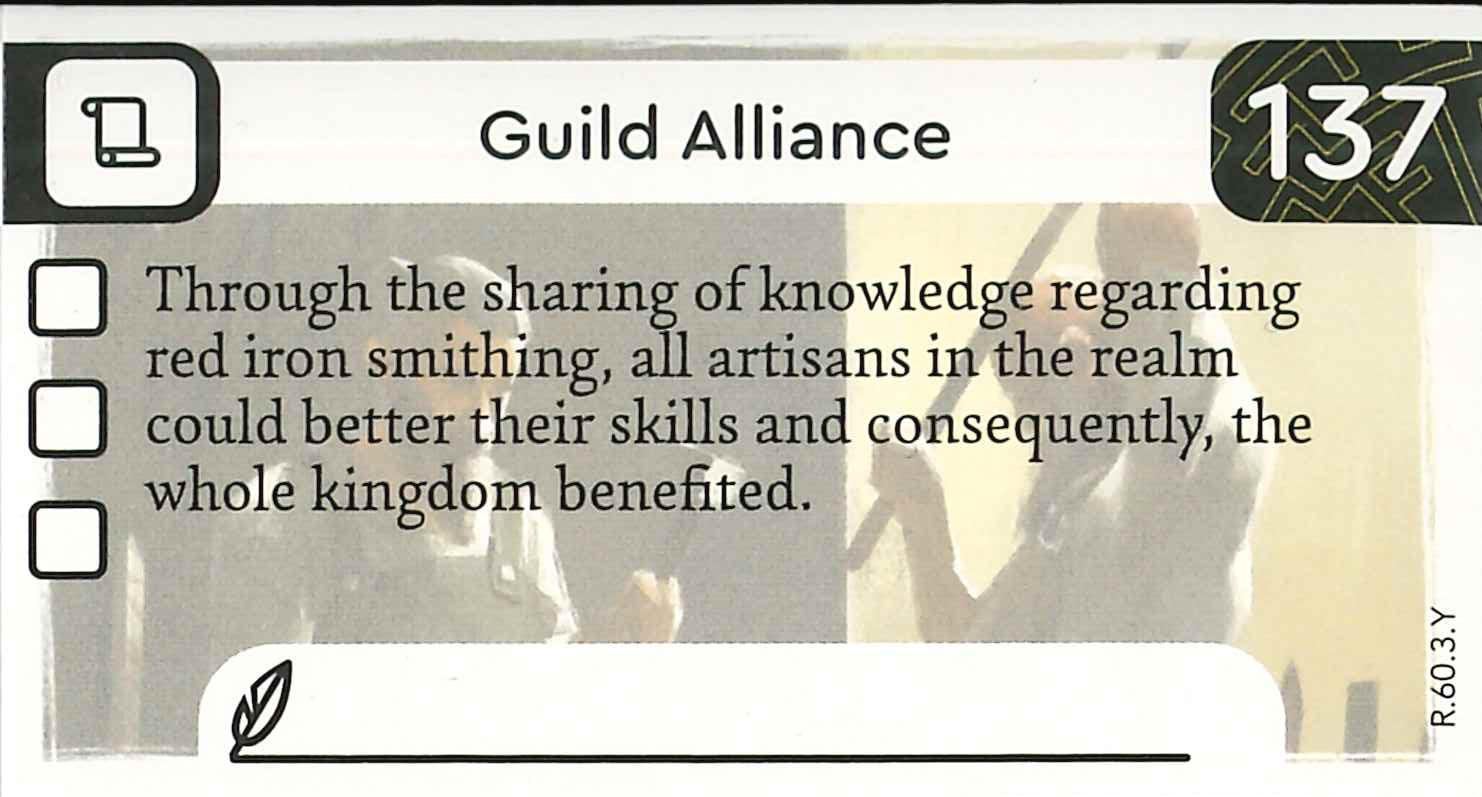 Guild Alliance
137
Through the sharing of knowledge regarding
red iron smithing, all artisans in the realm
could better their skills and consequently, the
whole kingdom benefited.
R.60.3.Y